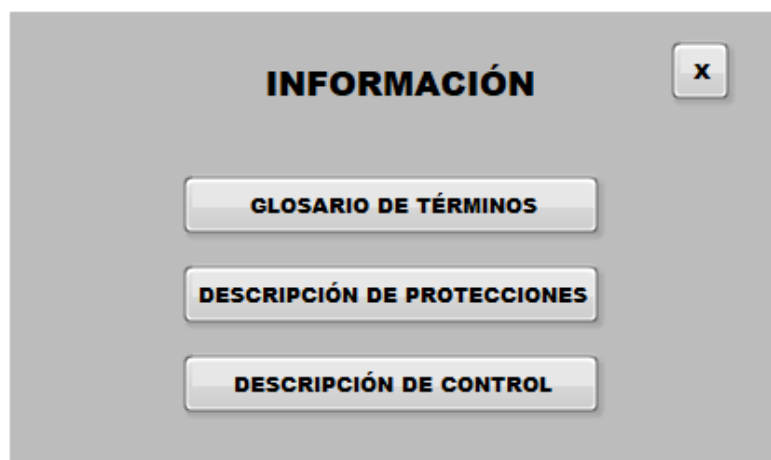 INFORMACIÓN
X
GLOSARIO DE TÉRMINOS
DESCRIPCIÓN DE PROTECCIONES
DESCRIPCIÓN DE CONTROL